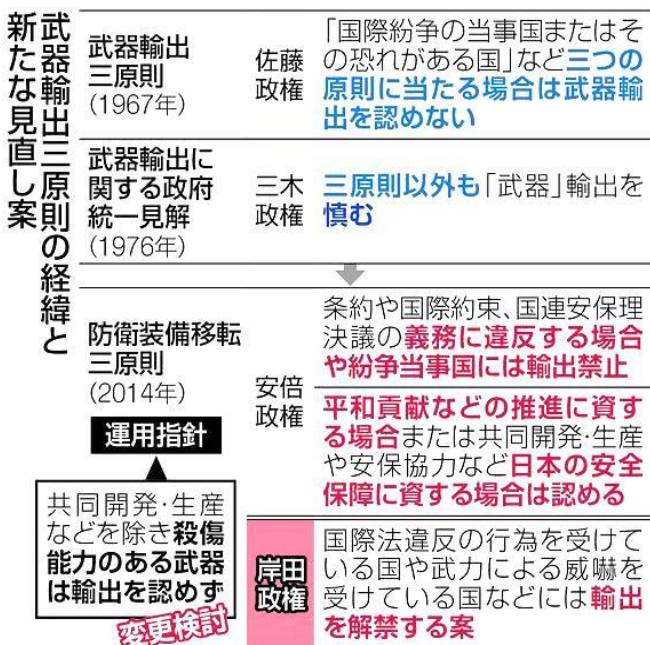 武器輸出三原則の経緯と
新たな見直し案
武器輸出
三原則
(1967年)
佐藤
政権
「国際紛争の当事国またはそ
の恐れがある国」など三つの
原則に当たる場合は武器輸
出を認めない
武器輸出に
関する政府
統一見解
(1976年)
三木
政権
三原則以外も「武器」輸出を
慎む
防衛装備移転
三原則
(2014年)
運用指針
共同開発・生産
などを除き殺傷
能力のある武器
は輸出を認めず
変更検討
安倍
政権
条約や国際約束、国連安保理
決議の義務に違反する場合
や紛争当事国には輸出禁止
平和貢献などの推進に資す
る場合または共同開発・生産
や安保協力など日本の安全
保障に資する場合は認める
岸田
政権
国際法違反の行為を受けて
いる国や武力による威嚇を
受けている国などには輸出
を解禁する案